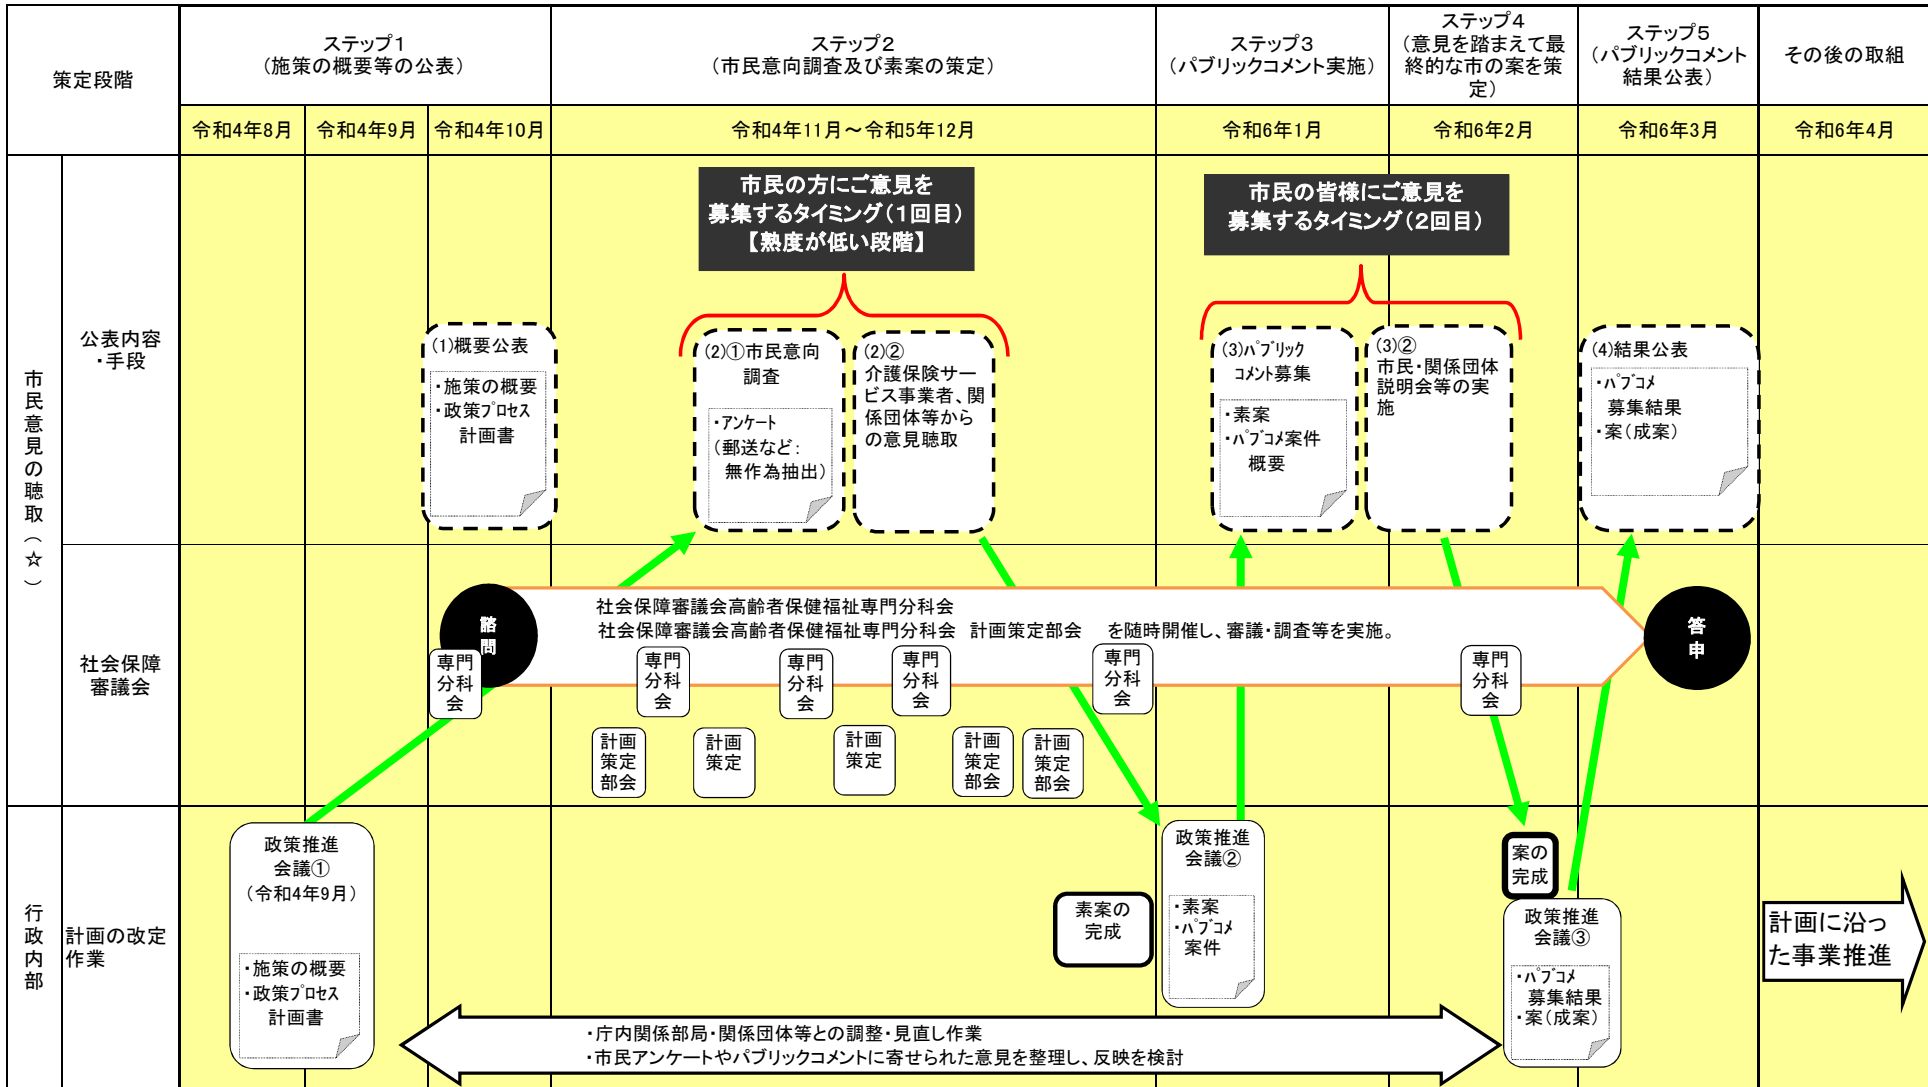 策定段階
ステップ1
（施策の概要等の公表）
ステップ2
（市民意向調査及び素案の策定）
ステップ3
（パブリックコメント実施）
ステップ4
（意見を踏まえて最
終的な市の案を策
定）
ステップ5
（パブリックコメント
結果公表）
その後の取組
令和4年8月
令和4年9月
令和4年10月
令和4年11月～令和5年12月
令和6年1月
令和6年2月
令和6年3月
令和6年4月
市民意見の聴取（☆）
公表内容
・手段
市民の方にご意見を
募集するタイミング（1回目）
【熟度が低い段階】
市民の皆様にご意見を
募集するタイミング（2回目）
(1)概要公表
・施策の概要
・政策ﾌﾟﾛｾｽ
計画書
(2)①市民意向
調査
・ｱﾝｹｰﾄ
（郵送など：
無作為抽出）
(2)②
介護保険サー
ビス事業者、関
係団体等から
の意見聴取
(3)ﾊﾟﾌﾞﾘｯｸ
ｺﾒﾝﾄ募集
・素案
・ﾊﾟﾌﾞｺﾒ案件
概要
(3)②
市民・関係団体
説明会等の実
施
(4)結果公表
・ﾊﾟﾌﾞｺﾒ
募集結果
・案（成案）
社会保障
審議会
諮問
社会保障審議会高齢者保健福祉専門分科会
社会保障審議会高齢者保健福祉専門分科会 計画策定部会 を随時開催し、審議・調査等を実施。
答申
専門
分科
会
専門
分科
会
専門
分科
会
専門
分科
会
専門
分科
会
専門
分科
会
計画
策定
部会
計画
策定
計画
策定
計画
策定
部会
計画
策定
部会
行政内部
計画の改定
作業
政策推進
会議①
（令和4年9月）
・施策の概要
・政策ﾌﾟﾛｾｽ
計画書
素案の
完成
政策推進
会議②
・素案
・ﾊﾟﾌﾞｺﾒ
案件
案の
完成
政策推進
会議③
・ﾊﾟﾌﾞｺﾒ
募集結果
・案（成案）
計画に沿っ
た事業推進
・庁内関係部局・関係団体等との調整・見直し作業
・市民アンケートやパブリックコメントに寄せられた意見を整理し、反映を検討